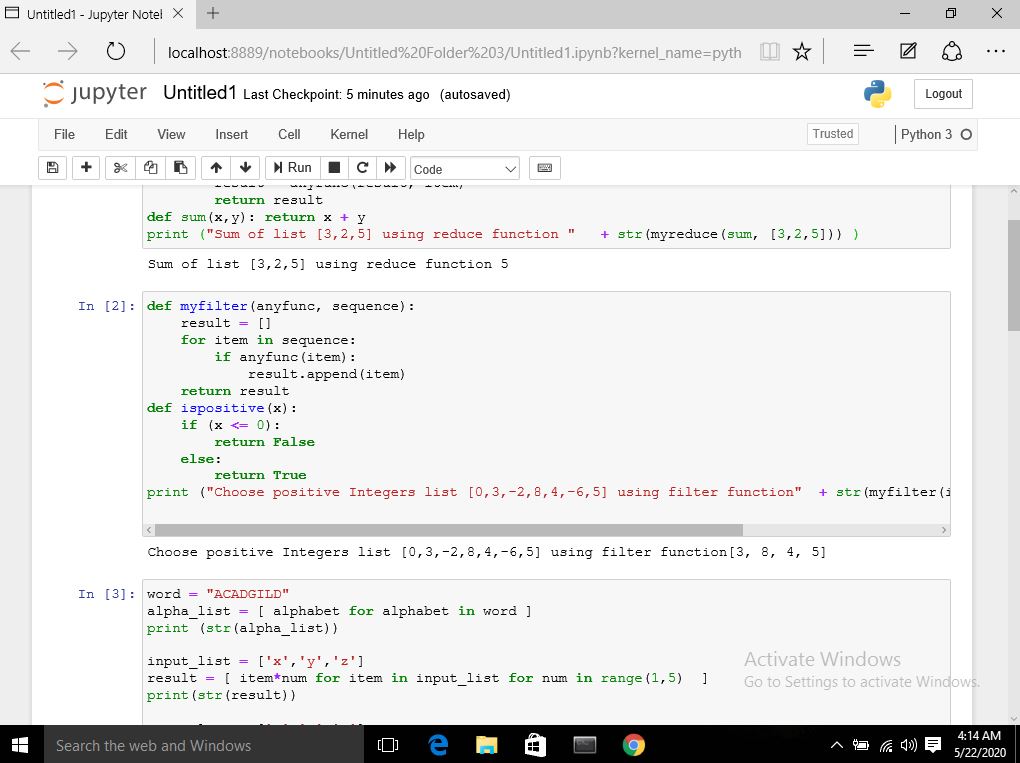 Untitled1 - Jupyter Notel
localhost:8889/notebooks/Untitled%20Folder%203/Untitled1.ipynb?kernel_name=pyth
jupyter Untitled1 Last Checkpoint: 5 minutes ago (autosaved)
Logout
File Edit View Insert Cell Kernel Help
Trusted
Python 3
Run
Code
return result
def sum(x,y): return x + y
print ("Sum of list [3,2,5] using reduce function " + str(myreduce(sum, [3,2,5])) )
Sum of list [3,2,5] using reduce function 5
In [2]:
def myfilter(anyfunc, sequence):
result = []
for item in sequence:
if anyfunc(item):
result.append(item)
return result
def ispositive(x):
if (x <= 0):
return False
else:
return True
print ("Choose positive Integers list [0,3,-2,8,4,-6,5] using filter function" + str(myfilter(i
Choose positive Integers list [0,3,-2,8,4,-6,5] using filter function[3, 8, 4, 5]
In [3]:
word = "ACADGILD"
alpha_list = [ alphabet for alphabet in word ]
print (str(alpha_list))
input_list = ['x','y','z']
result = [ item*num for item in input_list for num in range(1,5) ]
print(str(result))
Activate Windows
Go to Settings to activate Windows.
Search the web and Windows
4:14 AM
5/22/2020